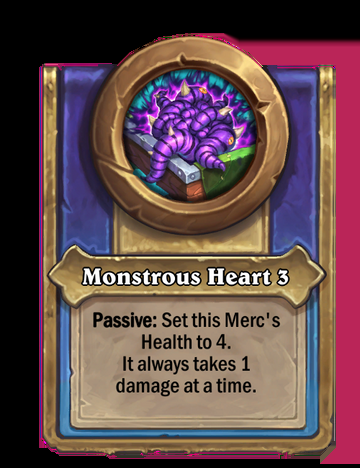 Monstrous Heart 3
Passive: Set this Merc's
Health to 4.
It always takes 1
damage at a time.